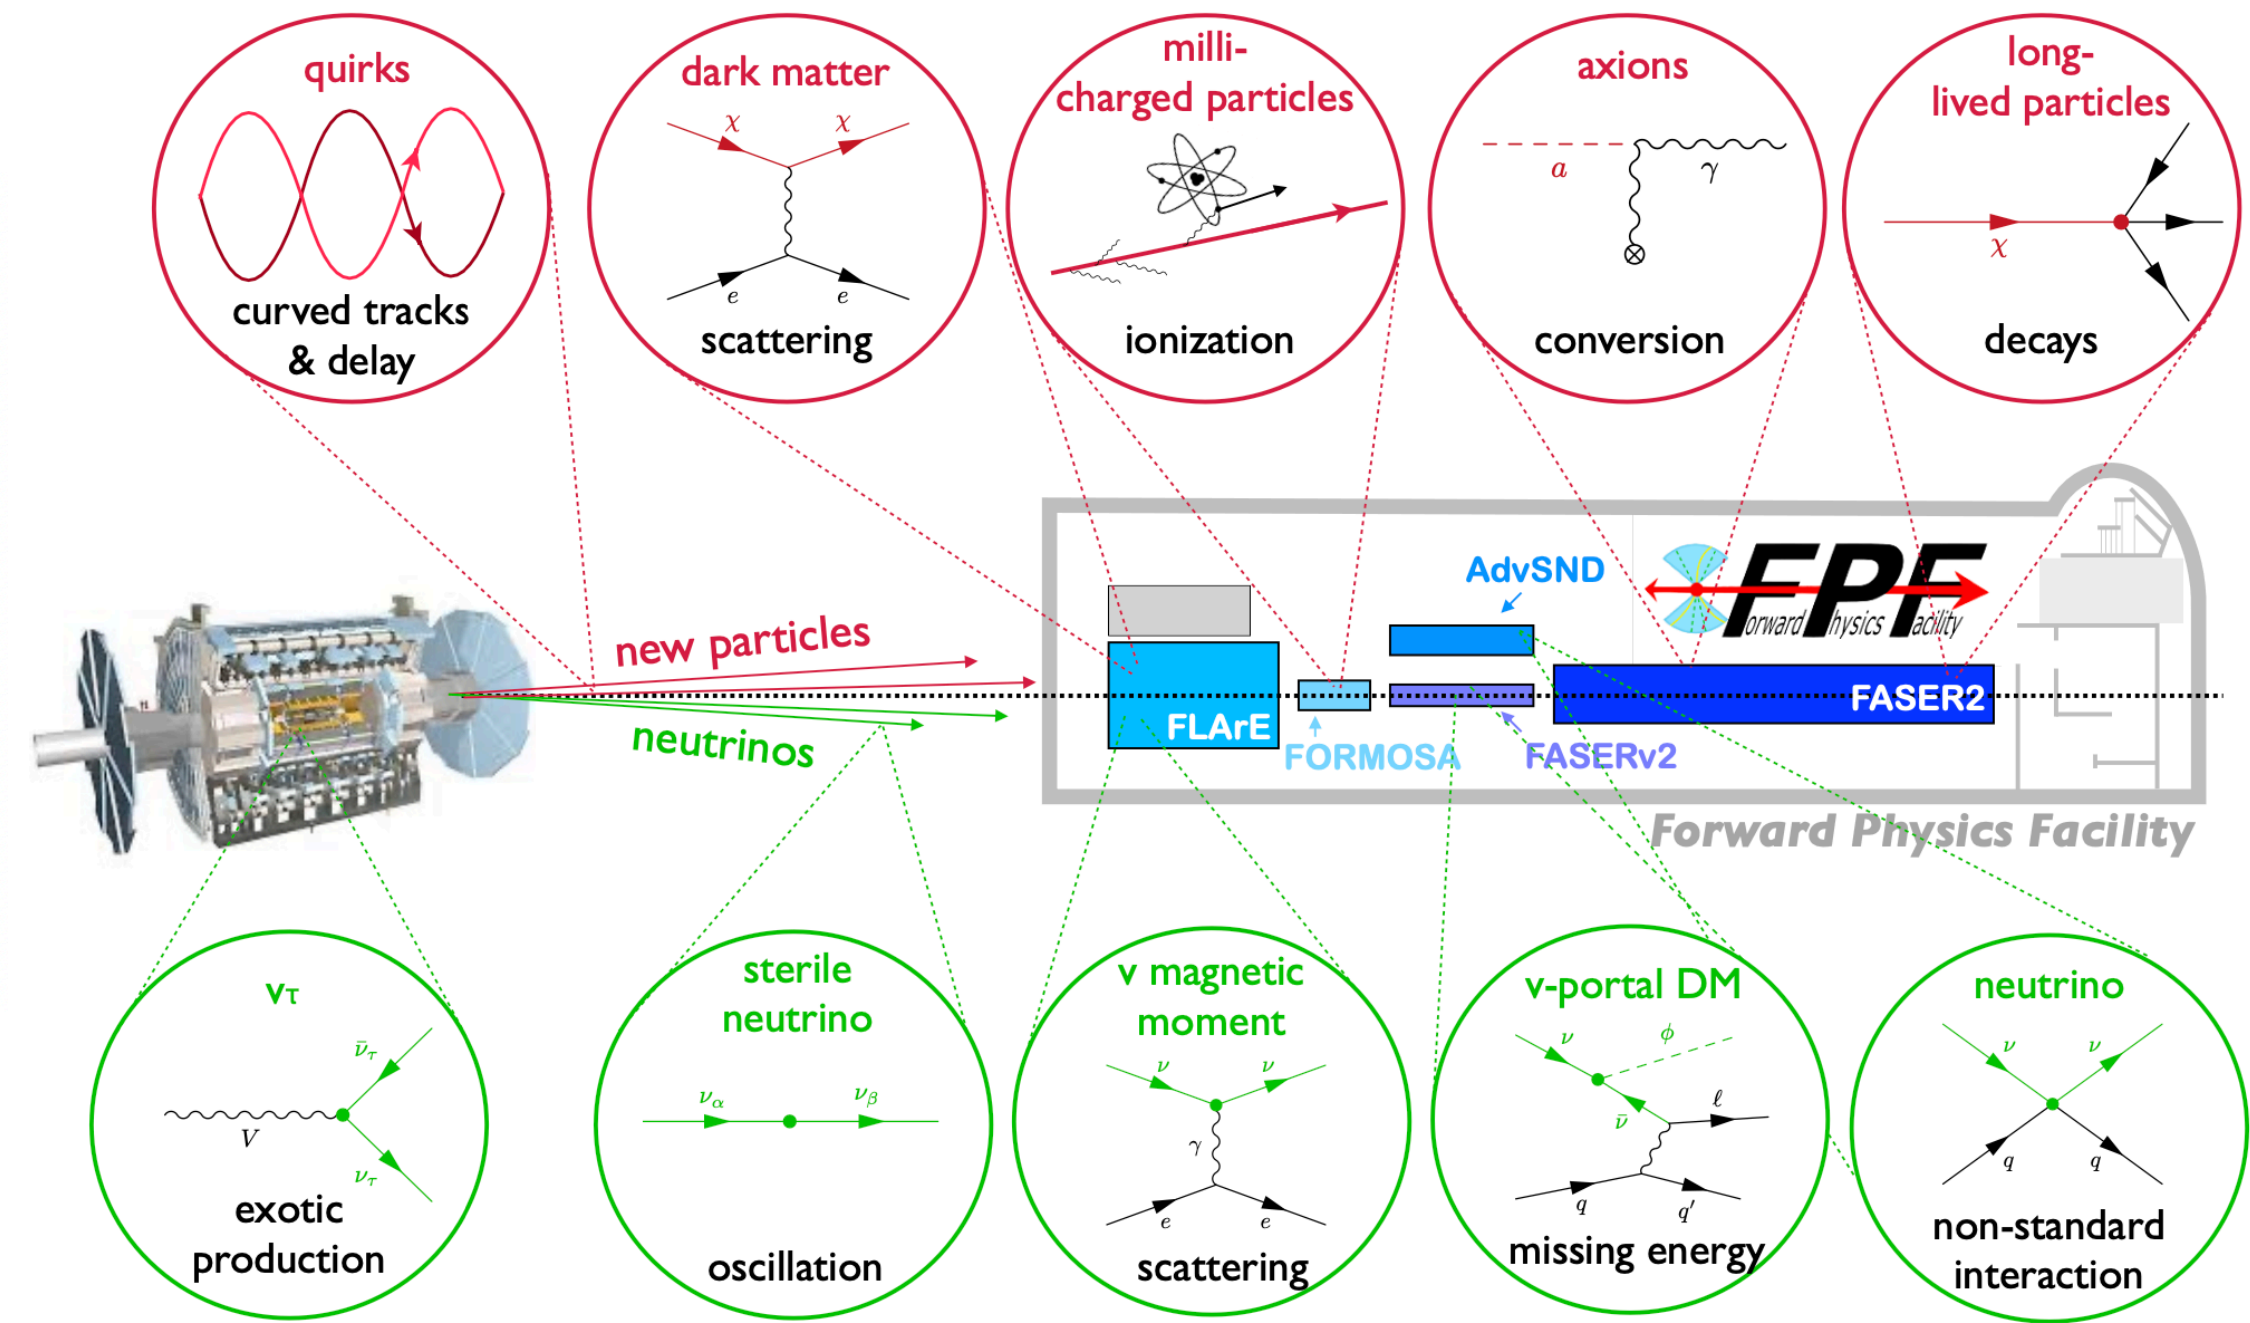 quirks
curved tracks
& delay
dark matter
χ
χ
e
e
scattering
milli-
charged particles
ionization
axions
a
γ
conversion
long-
lived particles
χ
decays
new particles
neutrinos
FLArE
FORMOSA
AdvSND
FASERv2
FPF
Forward Physics Facility
FASER2
Forward Physics Facility
ντ
V
ν̄τ
ντ
exotic
production
sterile
neutrino
να
νβ
oscillation
ν magnetic
moment
ν
ν
γ
e
e
scattering
ν-portal DM
ν
ϕ
ν̄
ℓ
q
q′
missing energy
neutrino
ν
ν
q
q
non-standard
interaction